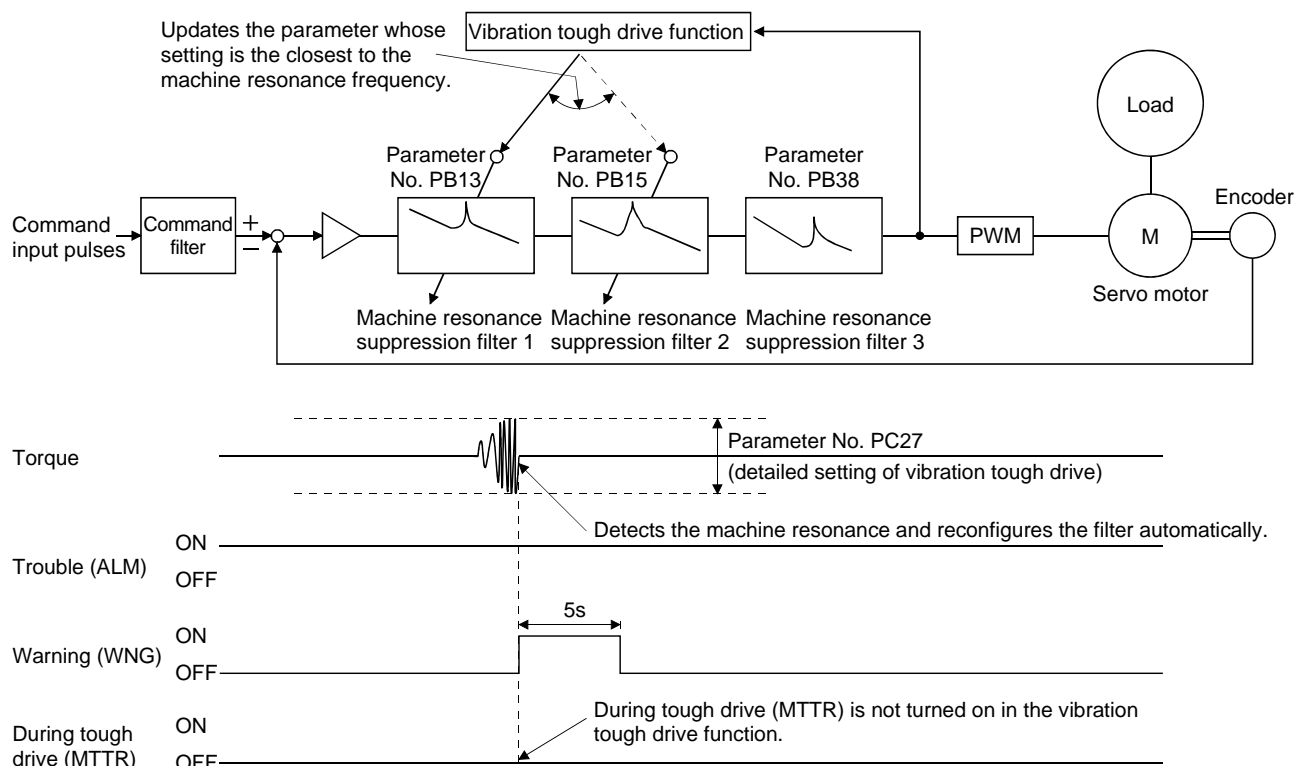 Updates the parameter whose
setting is the closest to the
machine resonance frequency.
Vibration tough drive function
Load
Parameter
No. PB13
Parameter
No. PB15
Parameter
No. PB38
Encoder
Command
input pulses
Command
filter
+
−
PWM
M
Servo motor
Machine resonance
suppression filter 1
Machine resonance
suppression filter 2
Machine resonance
suppression filter 3
Torque
Parameter No. PC27
(detailed setting of vibration tough drive)
Detects the machine resonance and reconfigures the filter automatically.
Trouble (ALM)
ON
OFF
5s
Warning (WNG)
ON
OFF
During tough
drive (MTTR)
ON
OFF
During tough drive (MTTR) is not turned on in the vibration
tough drive function.